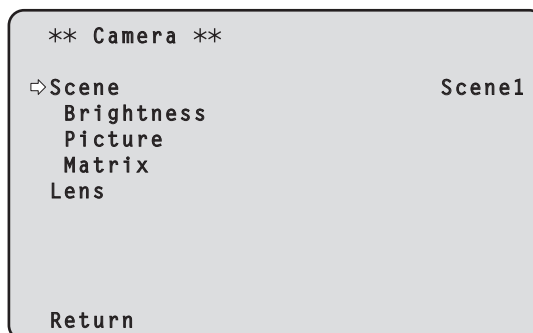 ** Camera **
⇨Scene Scene1
Brightness
Picture
Matrix
Lens
Return